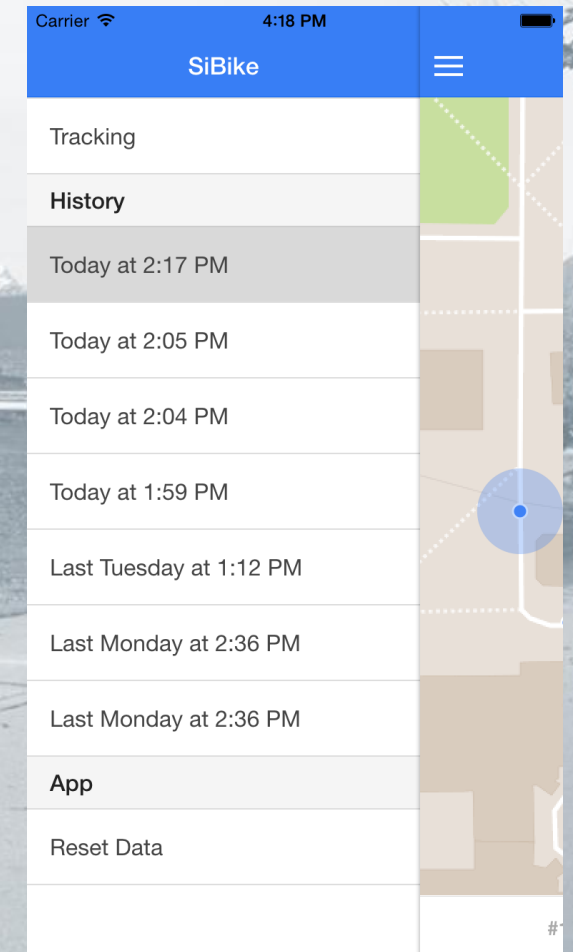 Carrier 4:18 PM
SiBike
Tracking
History
Today at 2:17 PM
Today at 2:05 PM
Today at 2:04 PM
Today at 1:59 PM
Last Tuesday at 1:12 PM
Last Monday at 2:36 PM
Last Monday at 2:36 PM
App
Reset Data